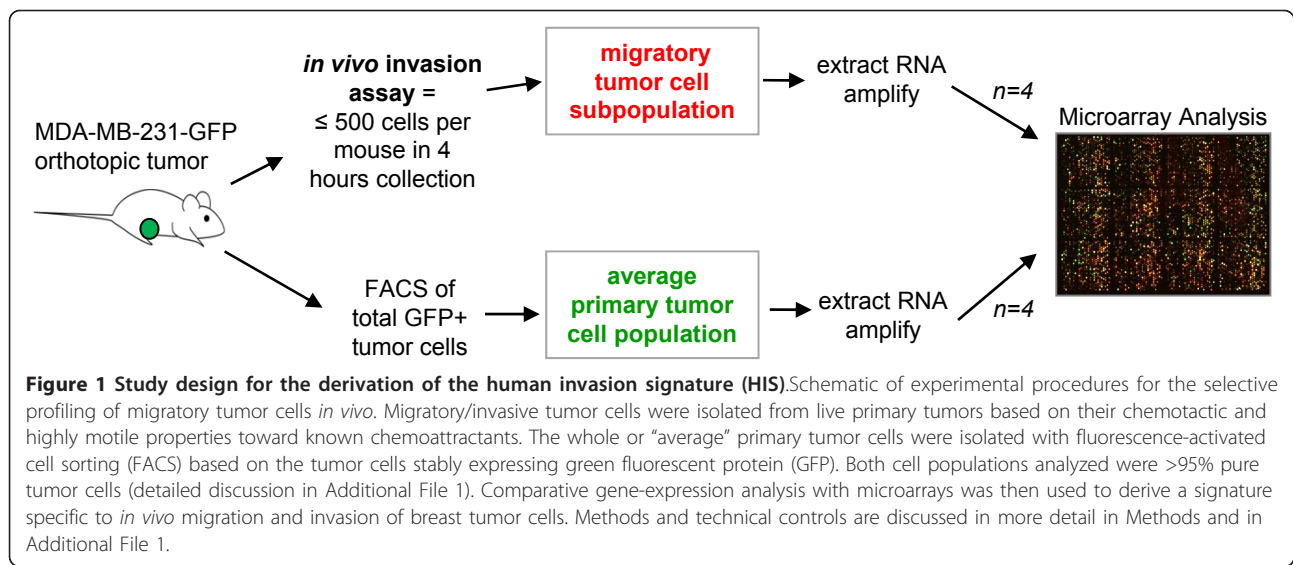 MDA-MB-231-GFP
orthotopic tumor
in vivo invasion
assay =
≤ 500 cells per
mouse in 4
hours collection
migratory
tumor cell
subpopulation
extract RNA
amplify
n=4
Microarray Analysis
FACS of
total GFP+
tumor cells
average
primary tumor
cell population
extract RNA
amplify
n=4
Figure 1 Study design for the derivation of the human invasion signature (HIS).Schematic of experimental procedures for the selective
profiling of migratory tumor cells in vivo. Migratory/invasive tumor cells were isolated from live primary tumors based on their chemotactic and
highly motile properties toward known chemoattractants. The whole or “average” primary tumor cells were isolated with fluorescence-activated
cell sorting (FACS) based on the tumor cells stably expressing green fluorescent protein (GFP). Both cell populations analyzed were >95% pure
tumor cells (detailed discussion in Additional File 1). Comparative gene-expression analysis with microarrays was then used to derive a signature
specific to in vivo migration and invasion of breast tumor cells. Methods and technical controls are discussed in more detail in Methods and in
Additional File 1.